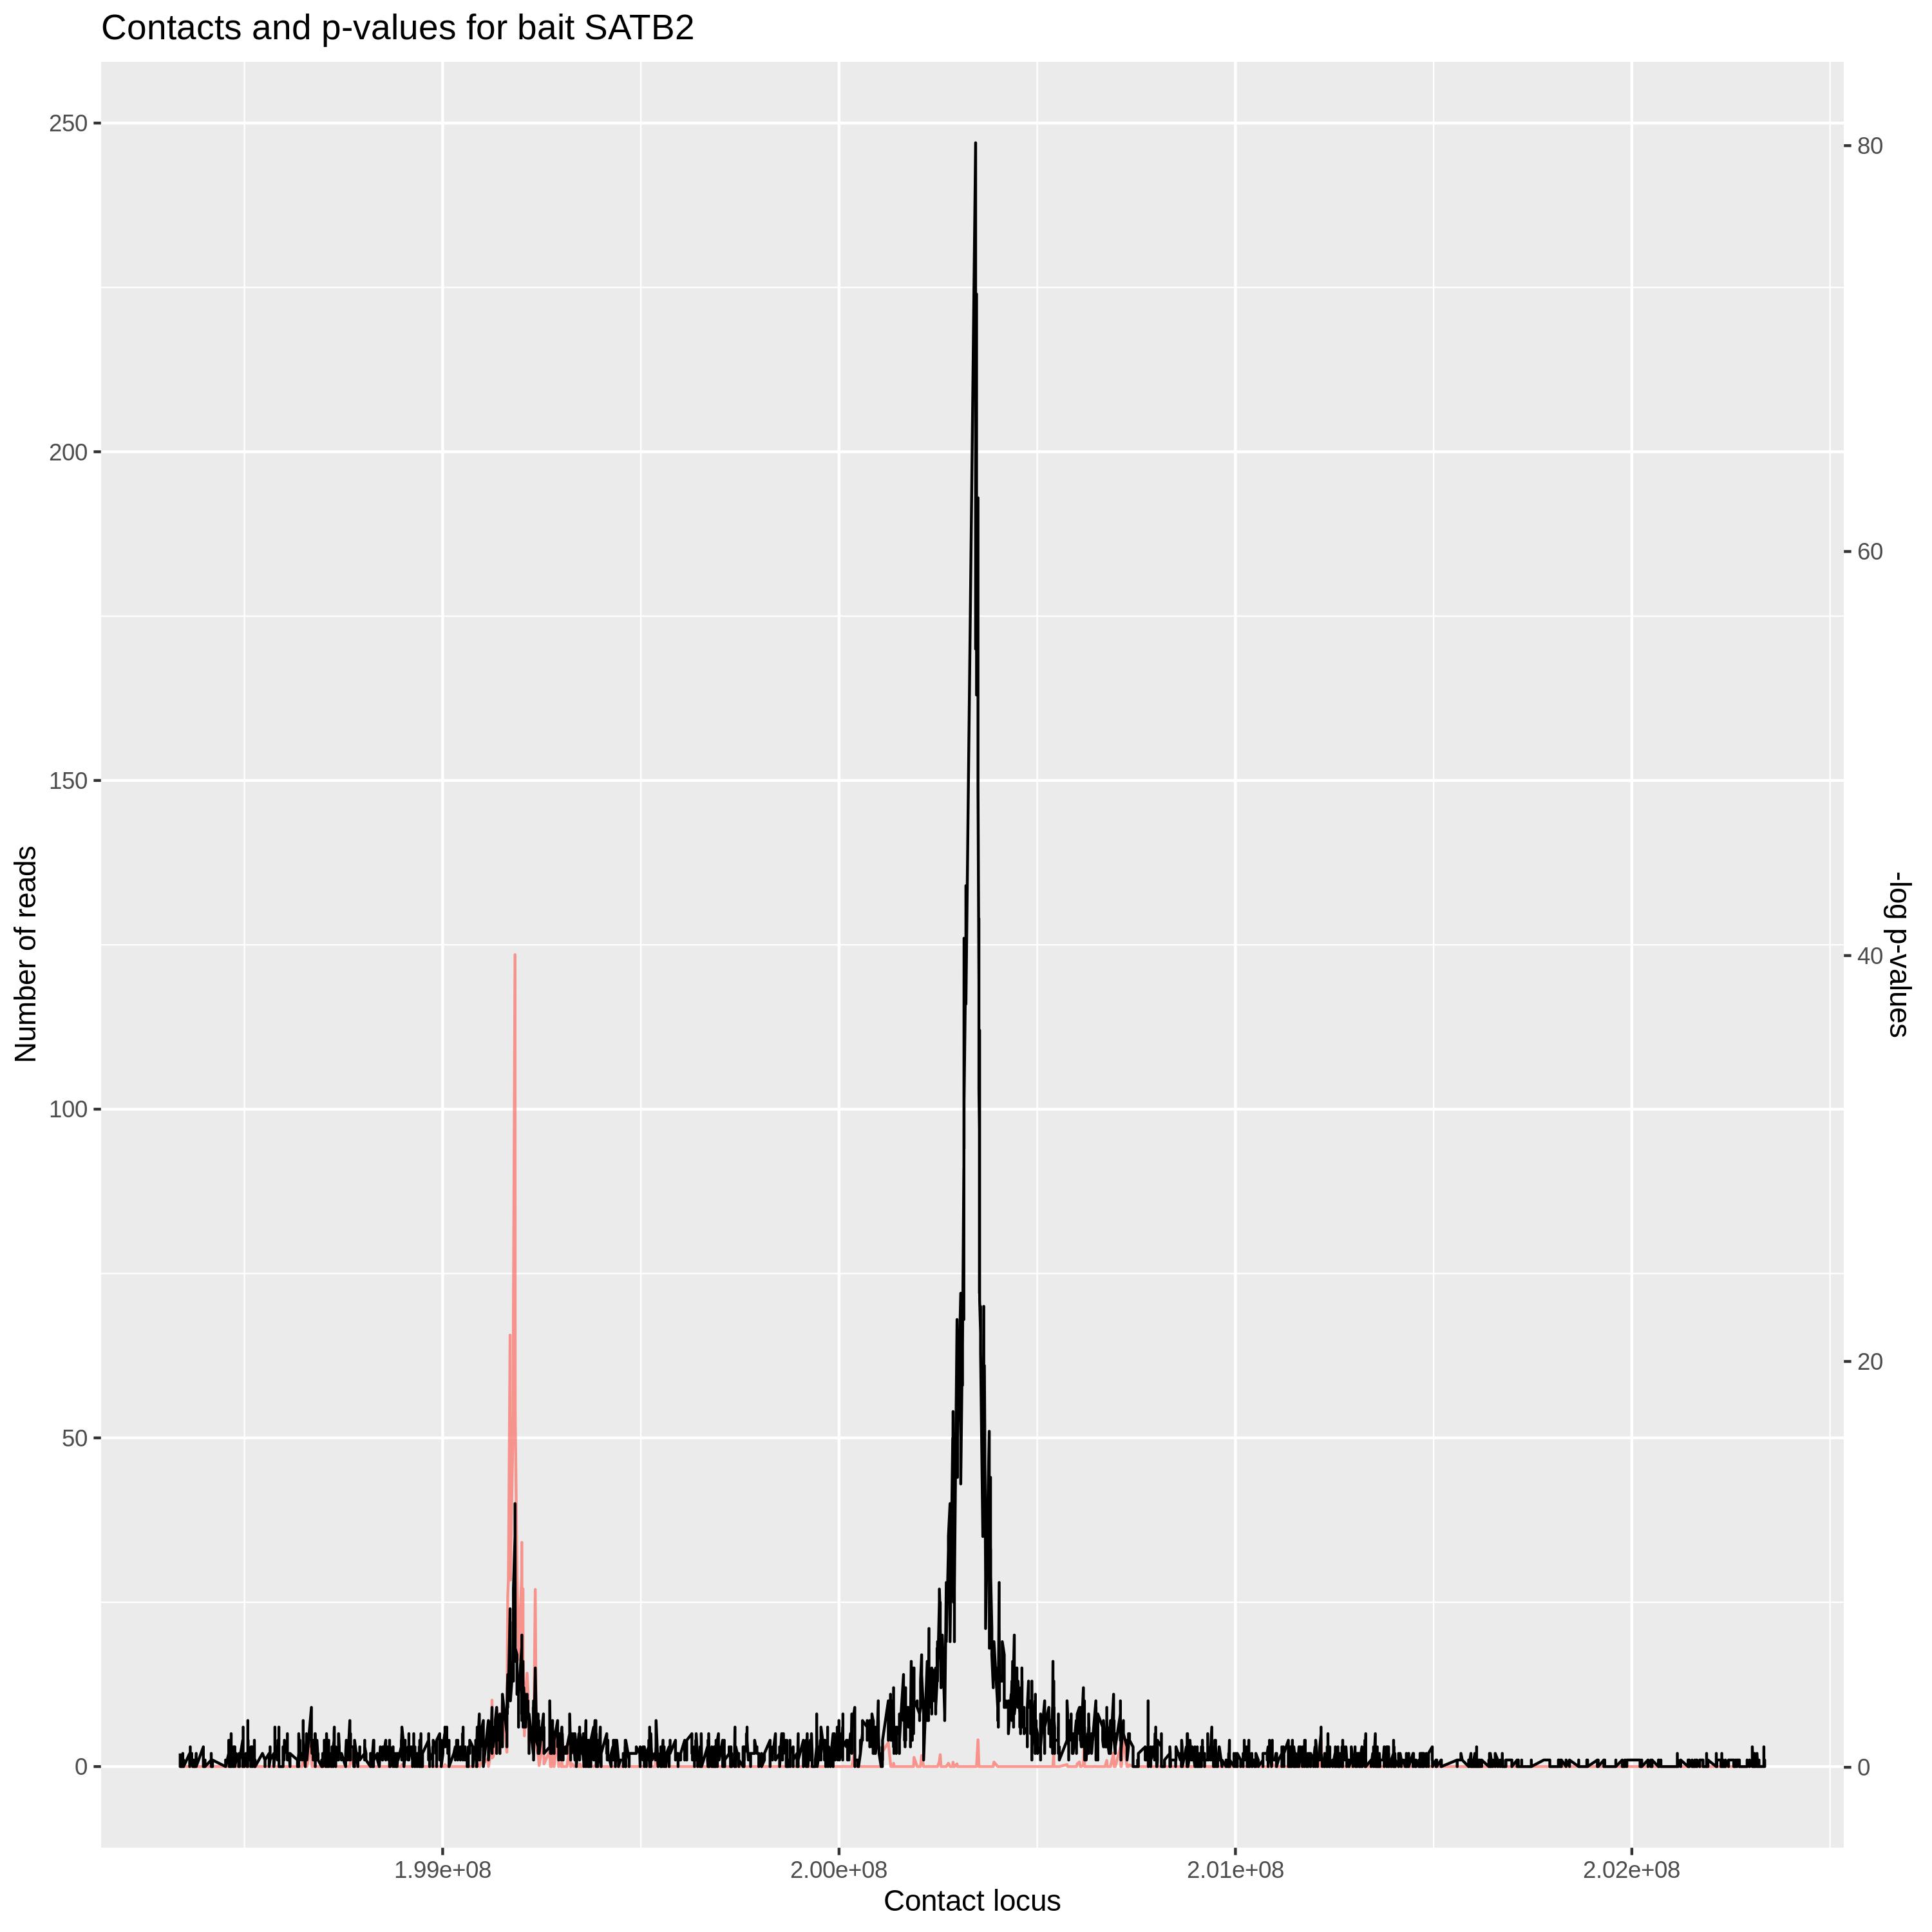 Contacts and p-values for bait SATB2
250
200
150
100
50
0
Number of reads
80
60
40
20
0
-log p-values
1.99e+08
2.00e+08
2.01e+08
2.02e+08
Contact locus